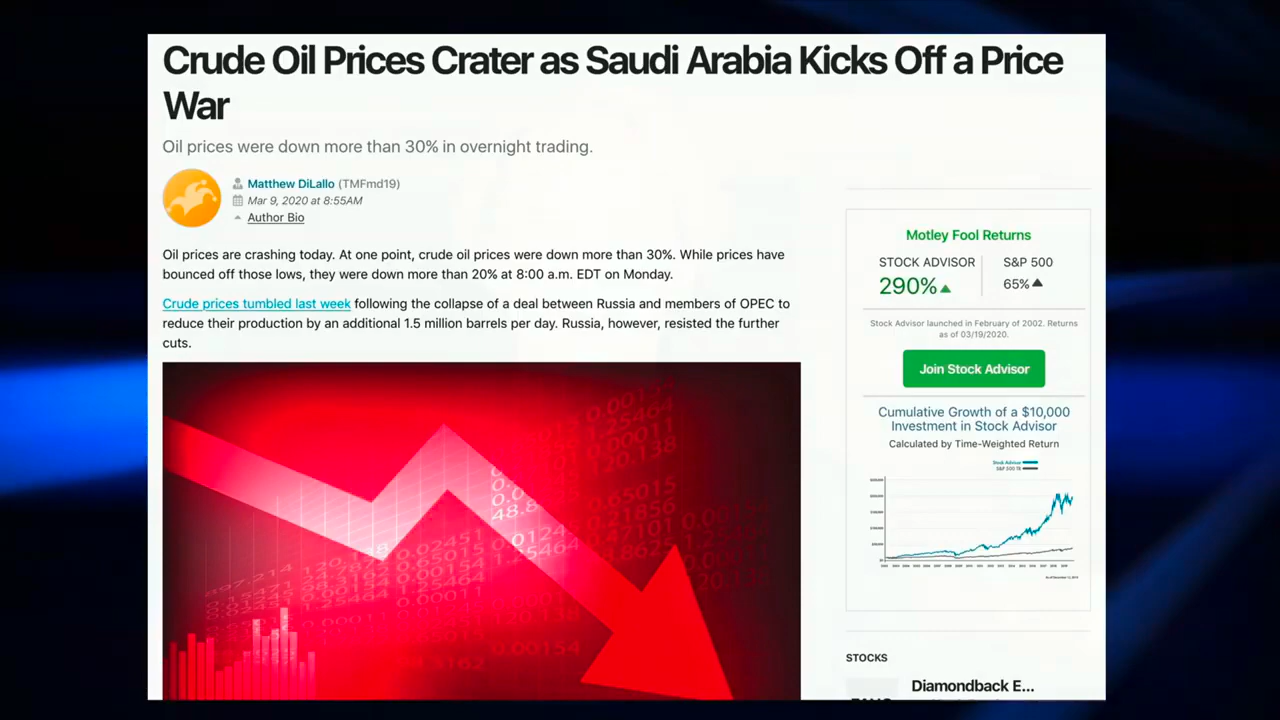 Crude Oil Prices Crater as Saudi Arabia Kicks Off a Price
War
Oil prices were down more than 30% in overnight trading.
Matthew DiLallo (TMFmd19)
Mar 9, 2020 at 8:55AM
Author Bio
Oil prices are crashing today. At one point, crude oil prices were down more than 30%. While prices have
bounced off those lows, they were down more than 20% at 8:00 a.m. EDT on Monday.
Crude prices tumbled last week following the collapse of a deal between Russia and members of OPEC to
reduce their production by an additional 1.5 million barrels per day. Russia, however, resisted the further
cuts.
Motley Fool Returns
STOCK ADVISOR
290%
S&P 500
65%
Stock Advisor launched in February of 2002. Returns
as of 03/19/2020.
Join Stock Advisor
Cumulative Growth of a $10,000
Investment in Stock Advisor
Calculated by Time-Weighted Return
Stock Advisor
STOCKS
Diamondback E...